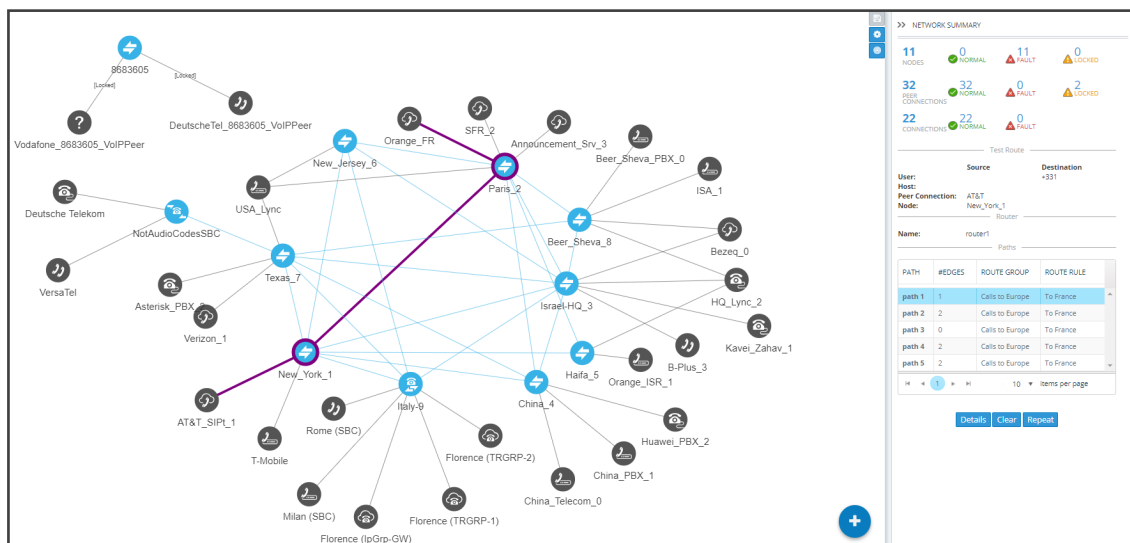 8683605
[Locked]
[Locked]
Vodafone_8683605_VoIPPeer
DeutscheTel_8683605_VoIPPeer
Orange_FR
SFR_2
Announcement_Srv_3
New_Jersey_6
Beer_Sheva_PBX_0
Paris_2
ISA_1
USA_Lync
Deutsche Telekom
NotAudioCodesSBC
Beer_Sheva_8
Bezeq_0
Texas_7
VersaTel
Asterisk_PBX_
Israel-HQ_3
HQ_Lync_2
Verizon_1
Kavei_Zahav_1
New_York_1
Haifa_5
B-Plus_3
Orange_ISR_1
AT&T_SIPt_1
Italy-9
China_4
Rome (SBC)
T-Mobile
Huawei_PBX_2
Florence (TRGRP-2)
China_PBX_1
China_Telecom_0
Milan (SBC)
Florence (TRGRP-1)
Florence (IpGrp-GW)
NETWORK SUMMARY
11 NODES 0 NORMAL 11 FAULT 0 LOCKED
32 PEER CONNECTIONS 32 NORMAL 0 FAULT 2 LOCKED
22 CONNECTIONS 22 NORMAL 0 FAULT
Test Route
Source Destination
User: +331
Host:
Peer Connection: AT&T
Node: New_York_1
Router
Name: router1
Paths
PATH #EDGES ROUTE GROUP ROUTE RULE
path 1 1 Calls to Europe To France
path 2 2 Calls to Europe To France
path 3 0 Calls to Europe To France
path 4 2 Calls to Europe To France
path 5 2 Calls to Europe To France
1 10 items per page
Details Clear Repeat